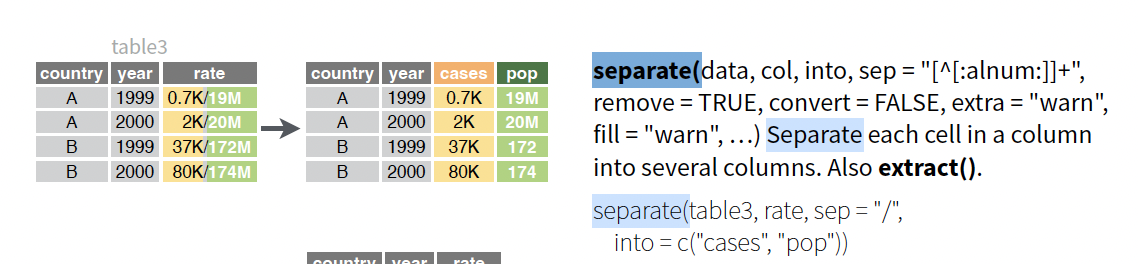 table3
country year rate
A 1999 0.7K/19M
A 2000 2K/20M
B 1999 37K/172M
B 2000 80K/174M
country year cases pop
A 1999 0.7K 19M
A 2000 2K 20M
B 1999 37K 172
B 2000 80K 174
separate(data, col, into, sep = "[^[:alnum:]]+",
remove = TRUE, convert = FALSE, extra = "warn",
fill = "warn", …) Separate each cell in a column
into several columns. Also extract().
separate(table3, rate, sep = "/",
into = c("cases", "pop"))
country year rate